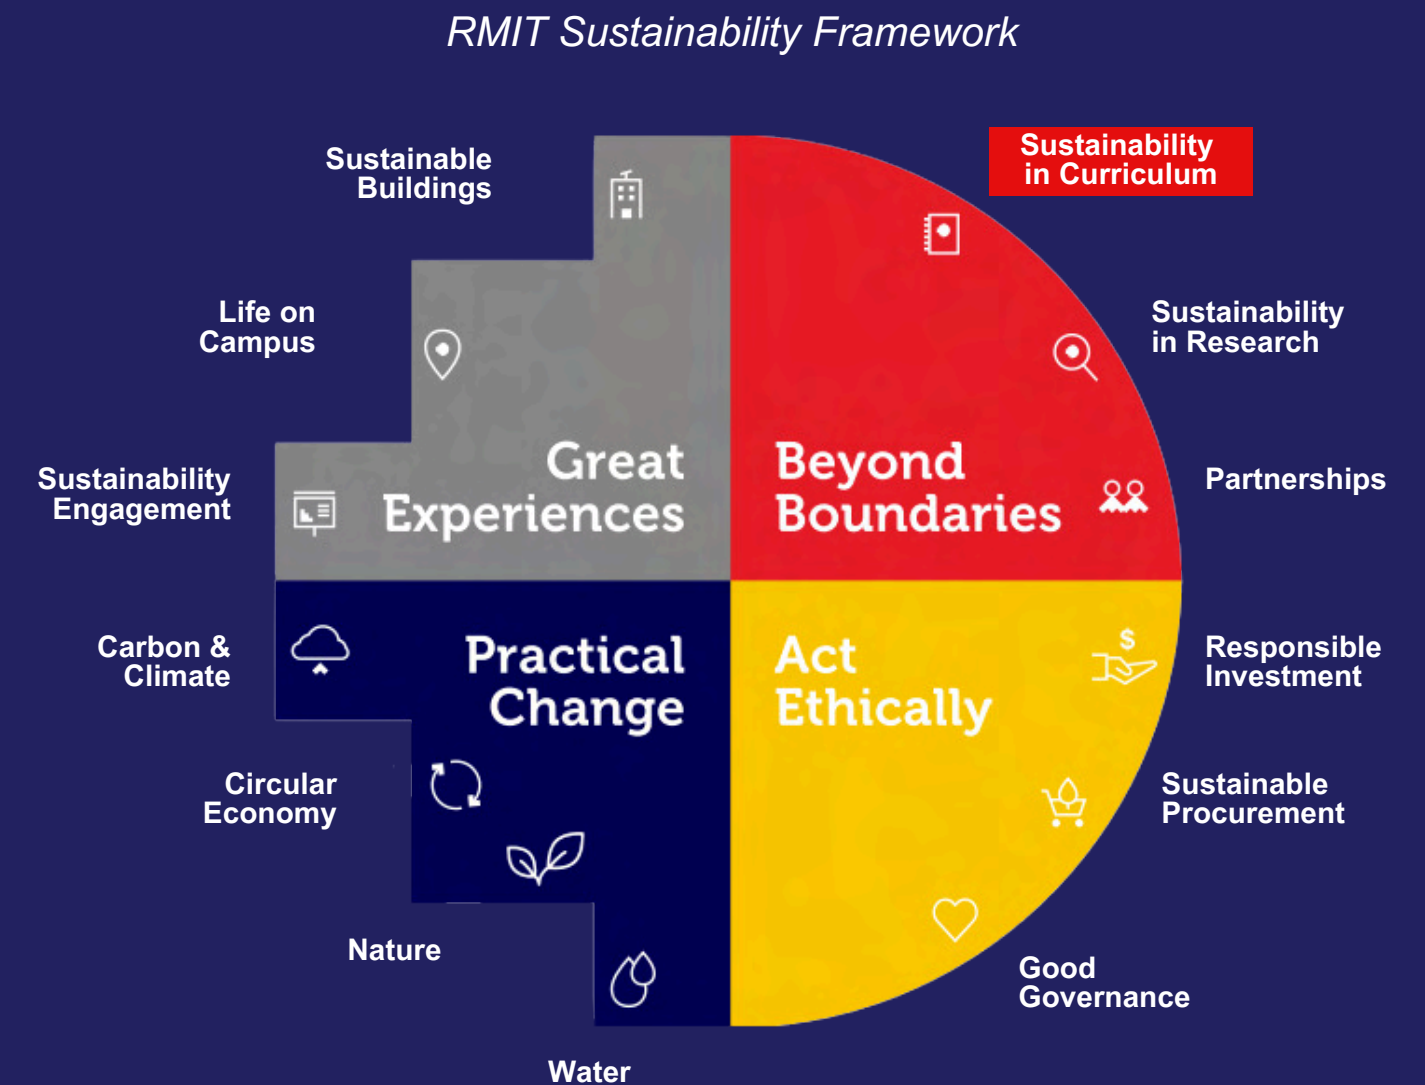 RMIT Sustainability Framework
Sustainable
Buildings
Sustainability
in Curriculum
Life on
Campus
Sustainability
in Research
Great
Experiences
Beyond
Boundaries
Sustainability
Engagement
Partnerships
Carbon &
Climate
Practical
Change
Act
Ethically
$
Responsible
Investment
Circular
Economy
Sustainable
Procurement
Nature
Good
Governance
Water